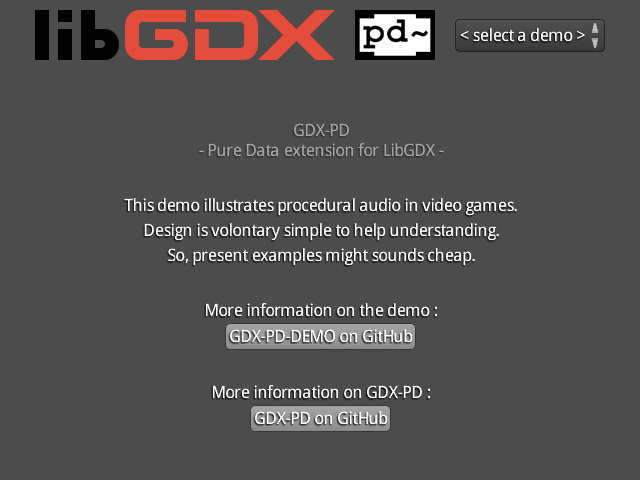 libGDX pd~ < select a demo >
GDX-PD
- Pure Data extension for LibGDX -
This demo illustrates procedural audio in video games.
Design is volontary simple to help understanding.
So, present examples might sounds cheap.
More information on the demo :
GDX-PD-DEMO on GitHub
More information on GDX-PD :
GDX-PD on GitHub